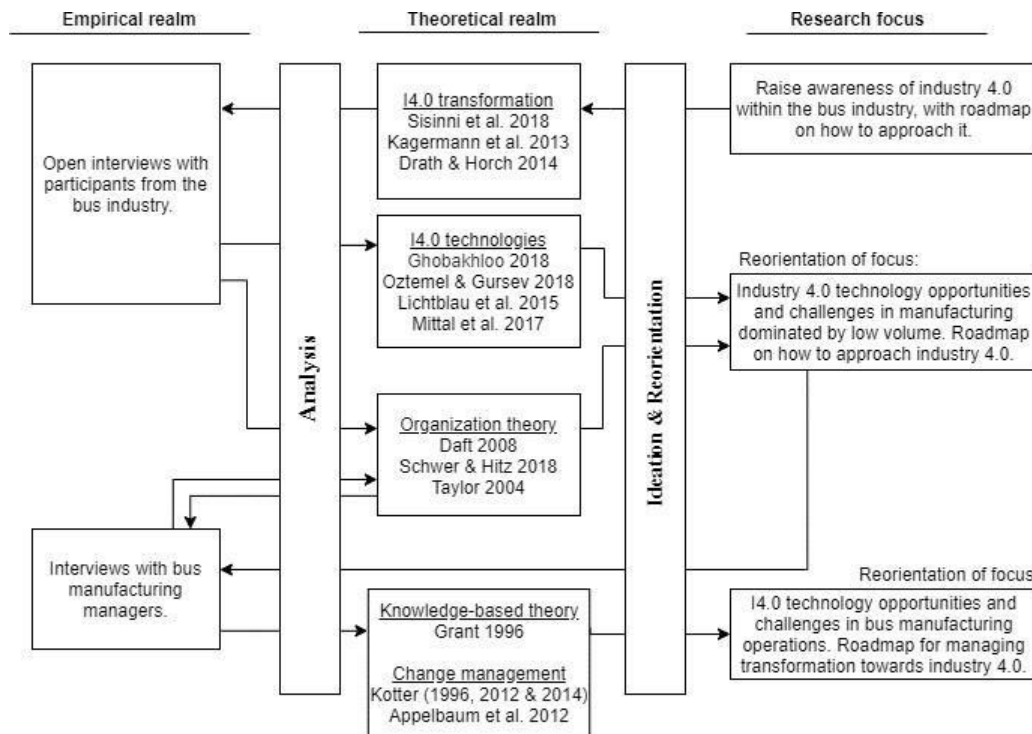 Empirical realm
Theoretical realm
Research focus
Open interviews with
participants from the
bus industry.
Interviews with bus
manufacturing
managers.
Analysis
I4.0 transformation
Sisinni et al. 2018
Kagermann et al. 2013
Drath & Horch 2014
I4.0 technologies
Ghobakhloo 2018
Oztemel & Gursev 2018
Lichtblau et al. 2015
Mittal et al. 2017
Organization theory
Daft 2008
Schwer & Hitz 2018
Taylor 2004
Knowledge-based theory
Grant 1996
Change management
Kotter (1996, 2012 & 2014)
Appelbaum et al. 2012
Ideation & Reorientation
Raise awareness of industry 4.0
within the bus industry, with roadmap
on how to approach it.
Reorientation of focus:
Industry 4.0 technology opportunities
and challenges in manufacturing
dominated by low volume. Roadmap
on how to approach industry 4.0.
Reorientation of focus
I4.0 technology opportunities and
challenges in bus manufacturing
operations. Roadmap for managing
transformation towards industry 4.0.